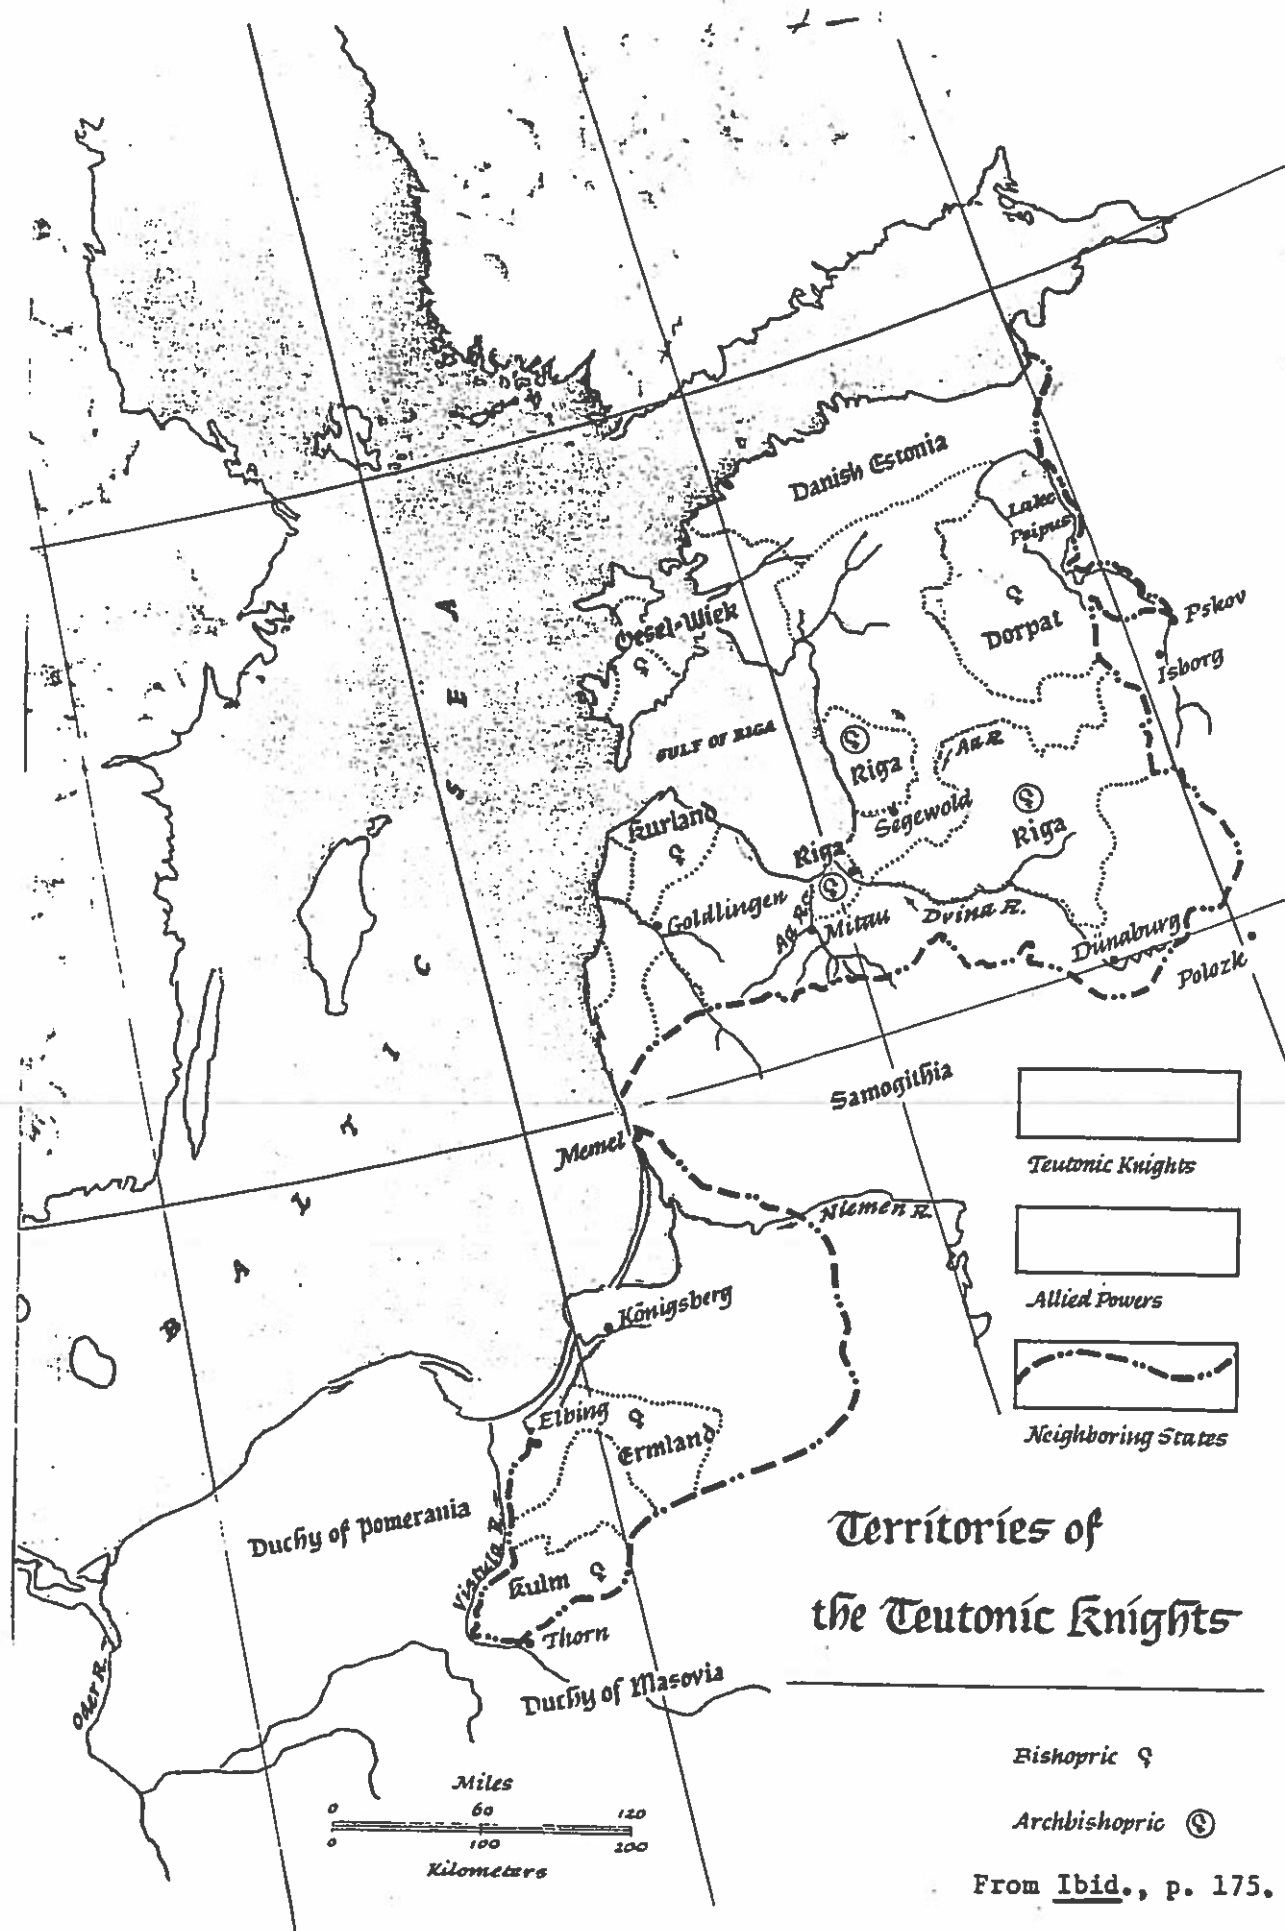 Danish Estonia
Lake
Peipus
Pskov
Isborg
Dorpat
Oesel-Wiek
GULF OF RIGA
Riga
Aa R.
Segewold
Riga
Kurland
Riga
Goldlingen
Aa R.
Mitau
Drina R.
Dünaburg
Polozk
Samogithia
BALTIC SEA
Memel
Niemen R.
Königsberg
Elbing
Ermland
Duchy of Pomerania
Vistula R.
Kulm
Thorn
Oder R.
Duchy of Masovia
Teutonic Knights
Allied Powers
Neighboring States
Territories of
the Teutonic Knights
Miles
0 60 120
0 100 200
Kilometers
Bishopric
Archbishopric
From Ibid., p. 175.